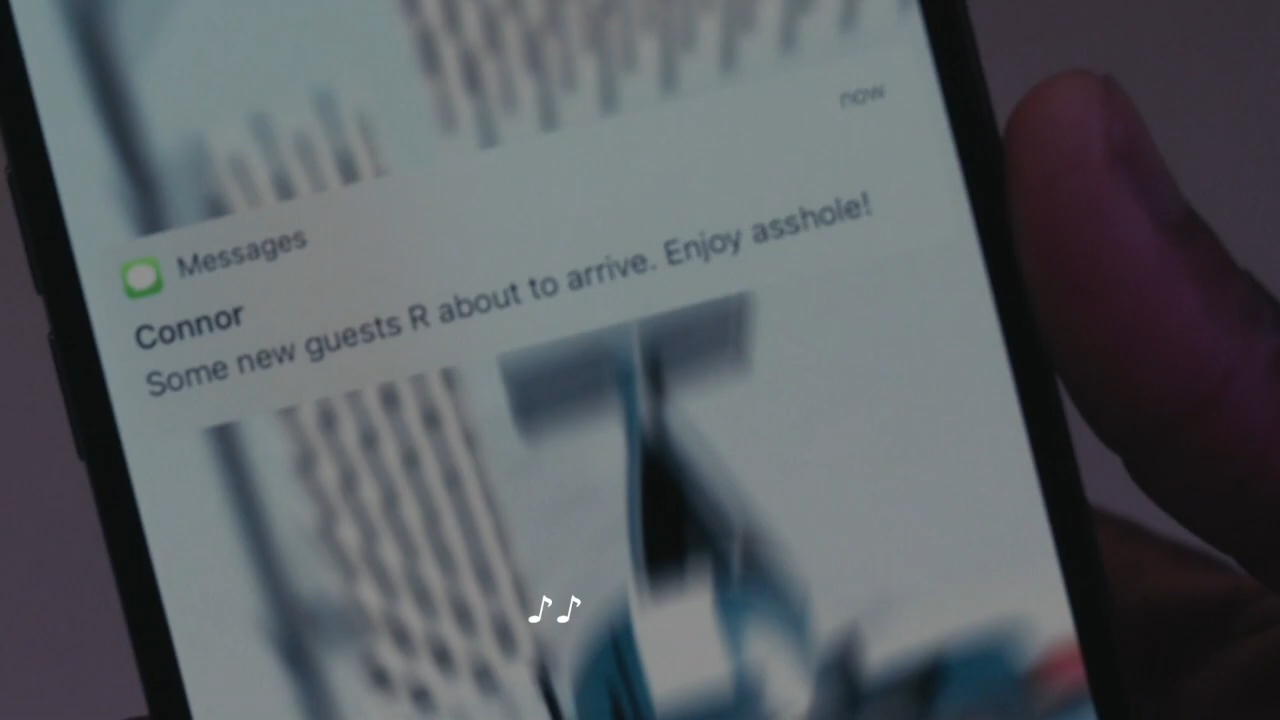 now
Messages
Connor
Some new guests R about to arrive. Enjoy asshole!
♪♪